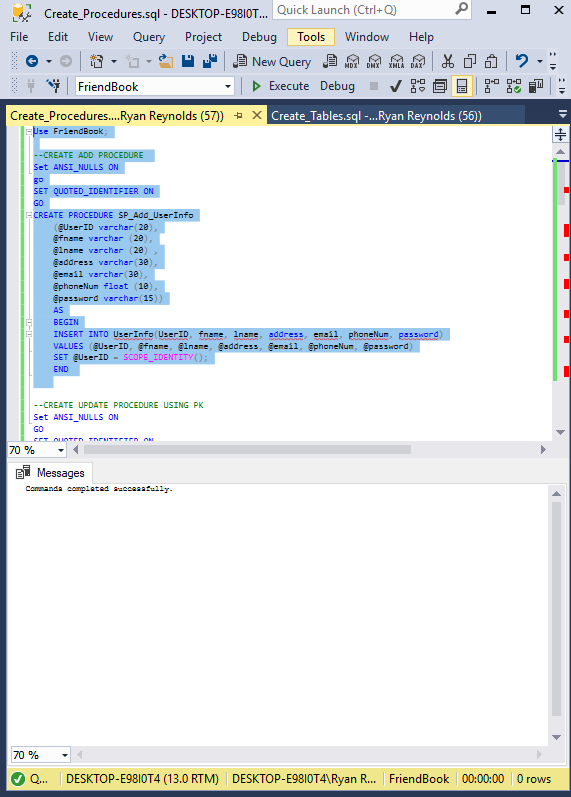 Create_Procedures.sql - DESKTOP-E98I0T...
Quick Launch (Ctrl+Q)
File Edit View Query Project Debug Tools Window Help
New Query MDX DMX XMLA DAX
FriendBook Execute Debug
Create_Procedures....Ryan Reynolds (57)) Create_Tables.sql -...Ryan Reynolds (56))
Use FriendBook;
--CREATE ADD PROCEDURE
Set ANSI_NULLS ON
go
SET QUOTED_IDENTIFIER ON
GO
CREATE PROCEDURE SP_Add_UserInfo
(@UserID varchar(20),
@fname varchar (20),
@lname varchar (20) ,
@address varchar(30),
@email varchar(30),
@phoneNum float (10),
@password varchar(15))
AS
BEGIN
INSERT INTO UserInfo(UserID, fname, lname, address, email, phoneNum, password)
VALUES (@UserID, @fname, @lname, @address, @email, @phoneNum, @password)
SET @UserID = SCOPE_IDENTITY();
END
--CREATE UPDATE PROCEDURE USING PK
Set ANSI_NULLS ON
GO
SET QUOTED_IDENTIFIER ON
70 %
Messages
Commands completed successfully.
70 %
Q... DESKTOP-E98I0T4 (13.0 RTM) DESKTOP-E98I0T4\Ryan R... FriendBook 00:00:00 0 rows